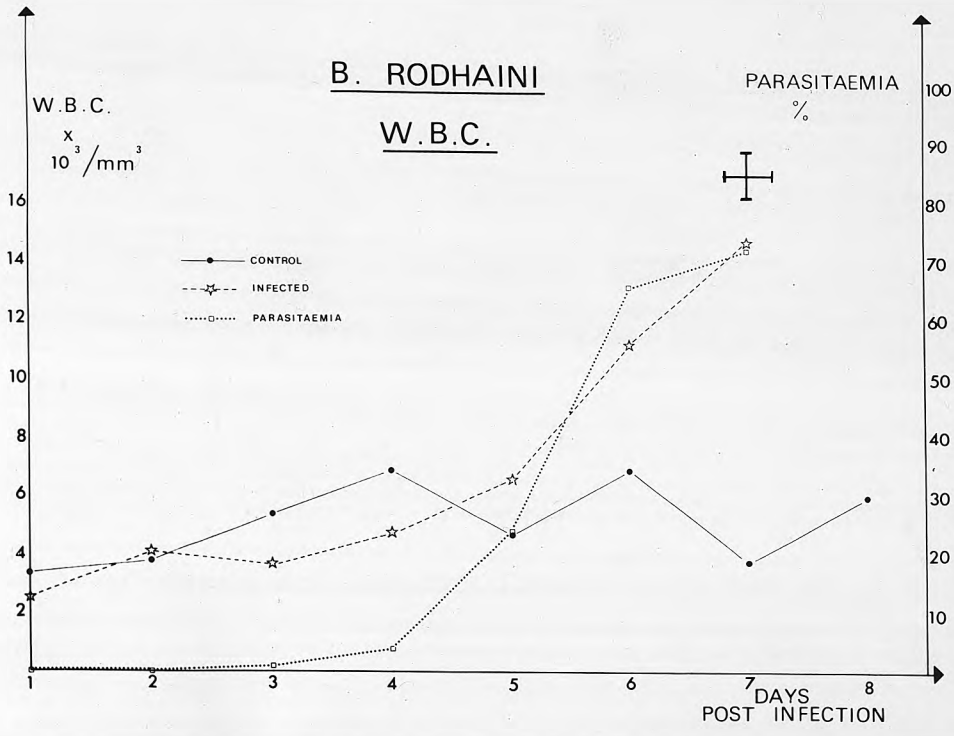 B. RODHAINI
W.B.C.
W.B.C.
x
10³/mm³
PARASITAEMIA
%
16
14
12
10
8
6
4
2
CONTROL
INFECTED
PARASITAEMIA
100
90
80
70
60
50
40
30
20
10
1 2 3 4 5 6 7 8
DAYS
POST INFECTION